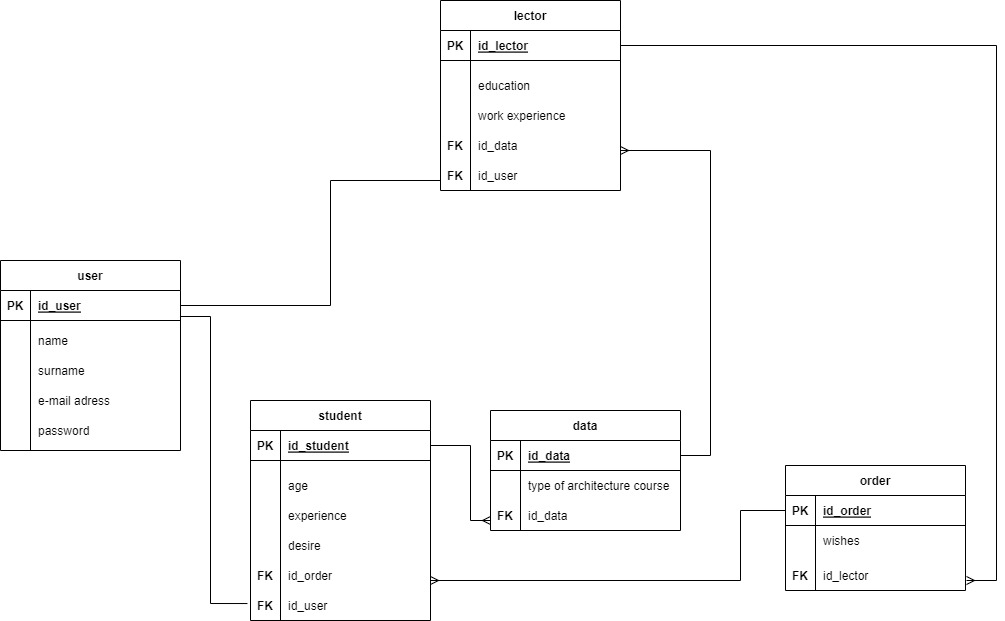 lector
PK id_lector
education
work experience
FK id_data
FK id_user
user
PK id_user
name
surname
e-mail adress
password
student
PK id_student
age
experience
desire
FK id_order
FK id_user
data
PK id_data
type of architecture course
FK id_data
order
PK id_order
wishes
FK id_lector